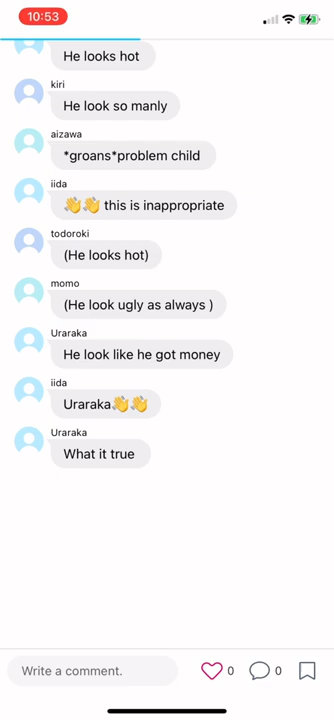 10:53
He looks hot
kiri
He look so manly
aizawa
*groans*problem child
iida
👏👏 this is inappropriate
todoroki
(He looks hot)
momo
(He look ugly as always )
Uraraka
He look like he got money
iida
Uraraka👏👏
Uraraka
What it true
Write a comment.
0
0